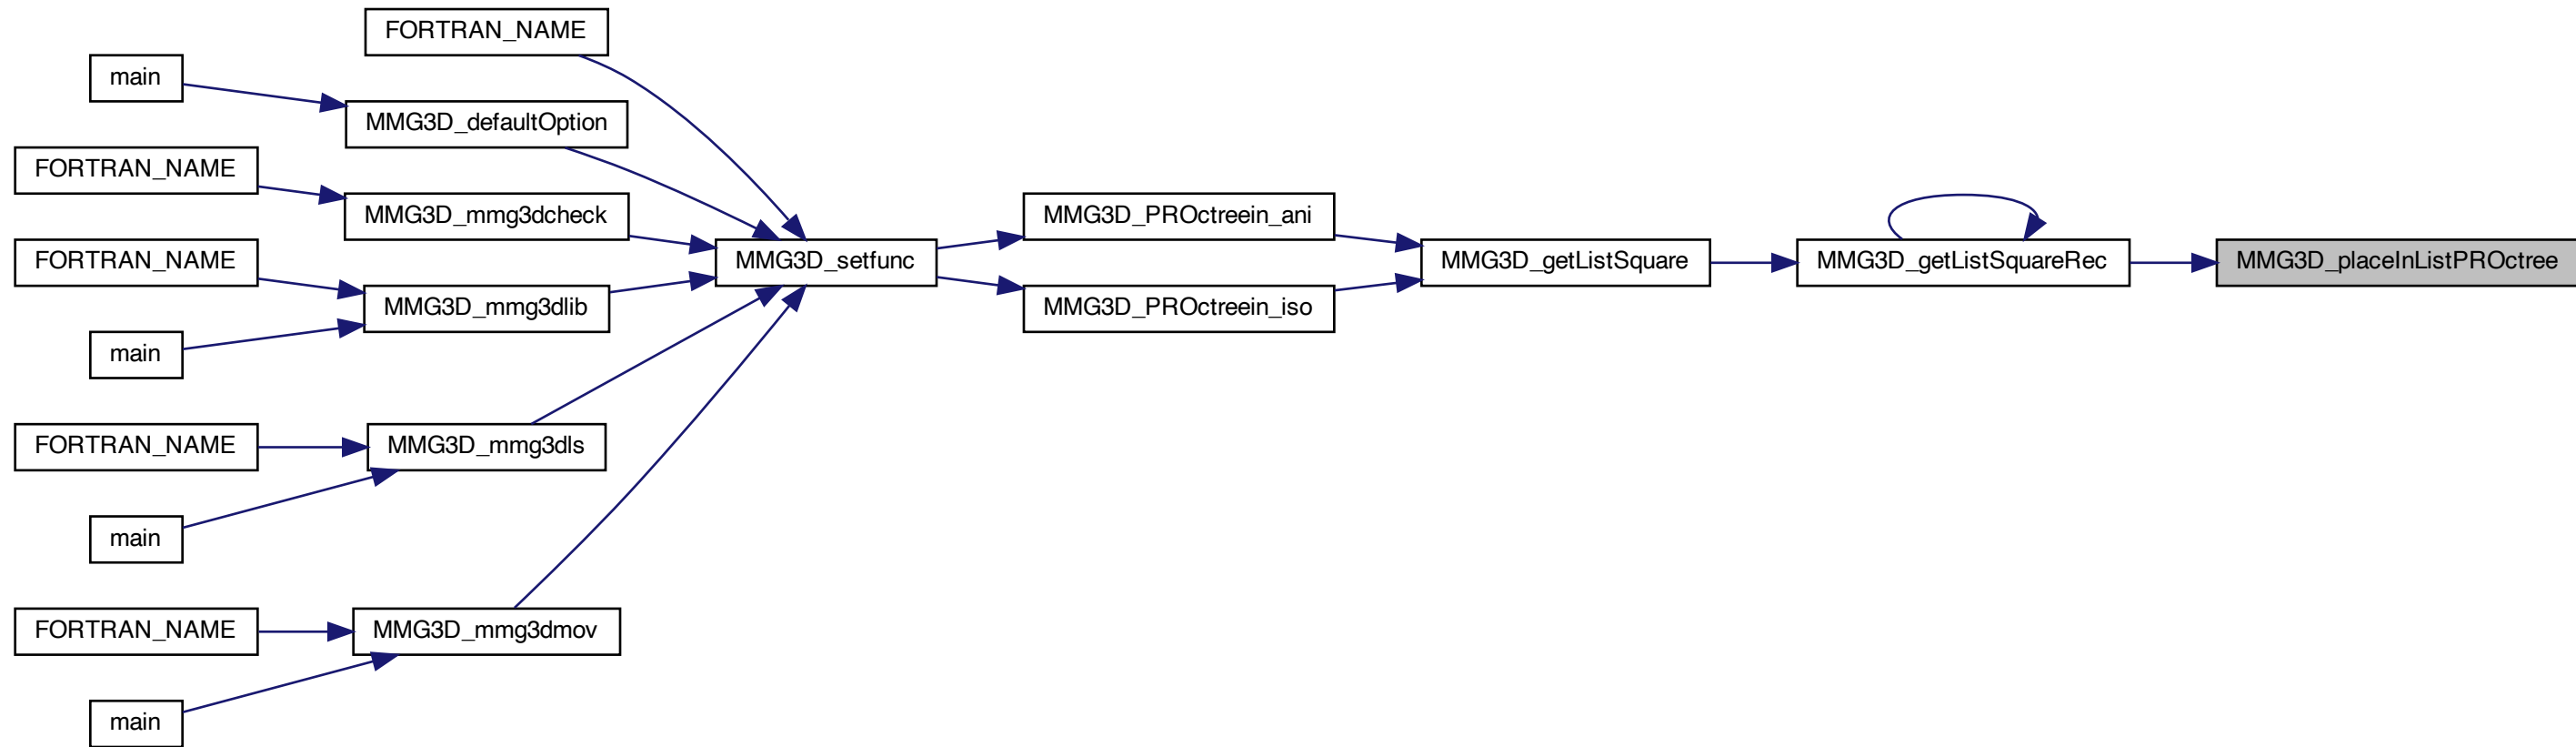 FORTRAN_NAME
main
MMG3D_defaultOption
FORTRAN_NAME
MMG3D_mmg3dcheck
MMG3D_PROctreein_ani
FORTRAN_NAME
MMG3D_setfunc
MMG3D_getListSquare
MMG3D_getListSquareRec
MMG3D_placeInListPROctree
MMG3D_mmg3dlib
MMG3D_PROctreein_iso
main
FORTRAN_NAME
MMG3D_mmg3dls
main
FORTRAN_NAME
MMG3D_mmg3dmov
main